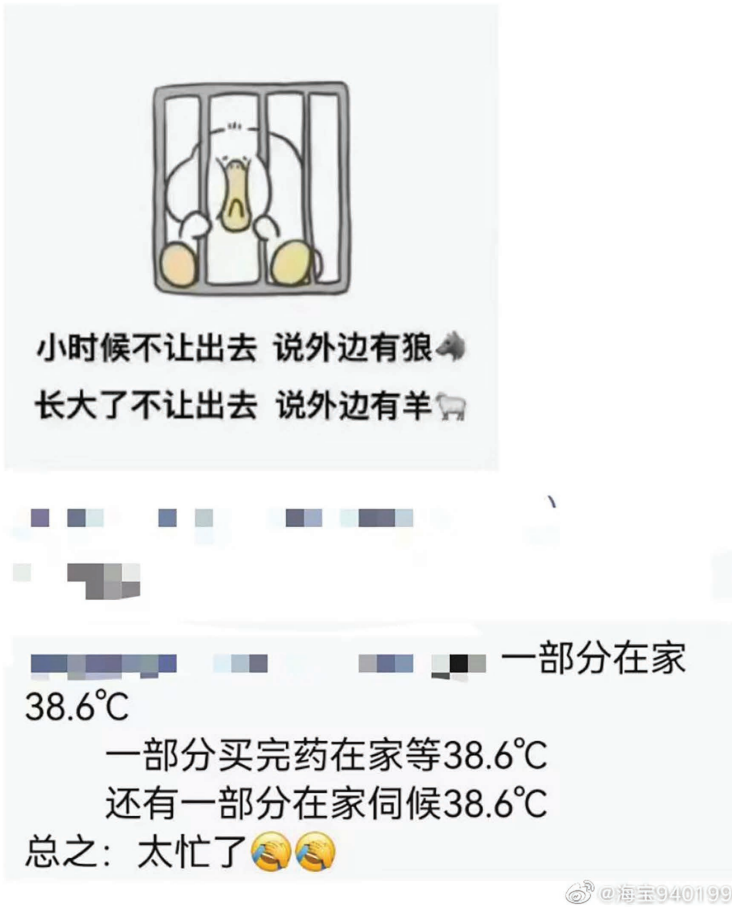 小时候不让出去 说外边有狼🐺
长大了不让出去 说外边有羊🐑
一部分在家
38.6℃
一部分买完药在家等38.6℃
还有一部分在家伺候38.6℃
总之：太忙了🤣🤣
@海宝940199